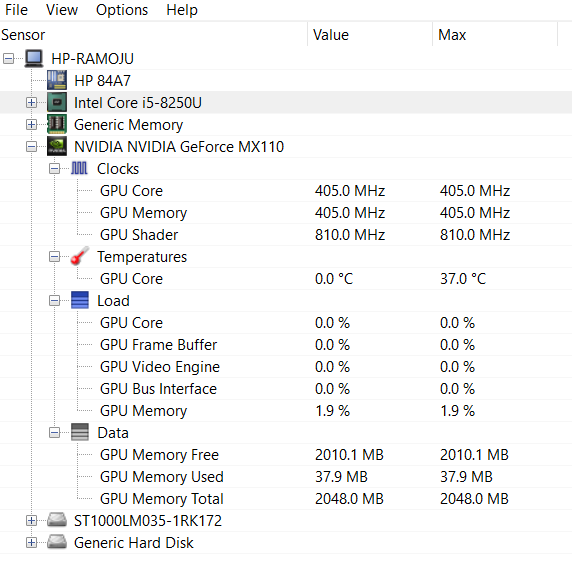 File View Options Help
Sensor Value Max
HP-RAMOJU
HP 84A7
Intel Core i5-8250U
Generic Memory
NVIDIA NVIDIA GeForce MX110
Clocks
GPU Core 405.0 MHz 405.0 MHz
GPU Memory 405.0 MHz 405.0 MHz
GPU Shader 810.0 MHz 810.0 MHz
Temperatures
GPU Core 0.0 °C 37.0 °C
Load
GPU Core 0.0 % 0.0 %
GPU Frame Buffer 0.0 % 0.0 %
GPU Video Engine 0.0 % 0.0 %
GPU Bus Interface 0.0 % 0.0 %
GPU Memory 1.9 % 1.9 %
Data
GPU Memory Free 2010.1 MB 2010.1 MB
GPU Memory Used 37.9 MB 37.9 MB
GPU Memory Total 2048.0 MB 2048.0 MB
ST1000LM035-1RK172
Generic Hard Disk